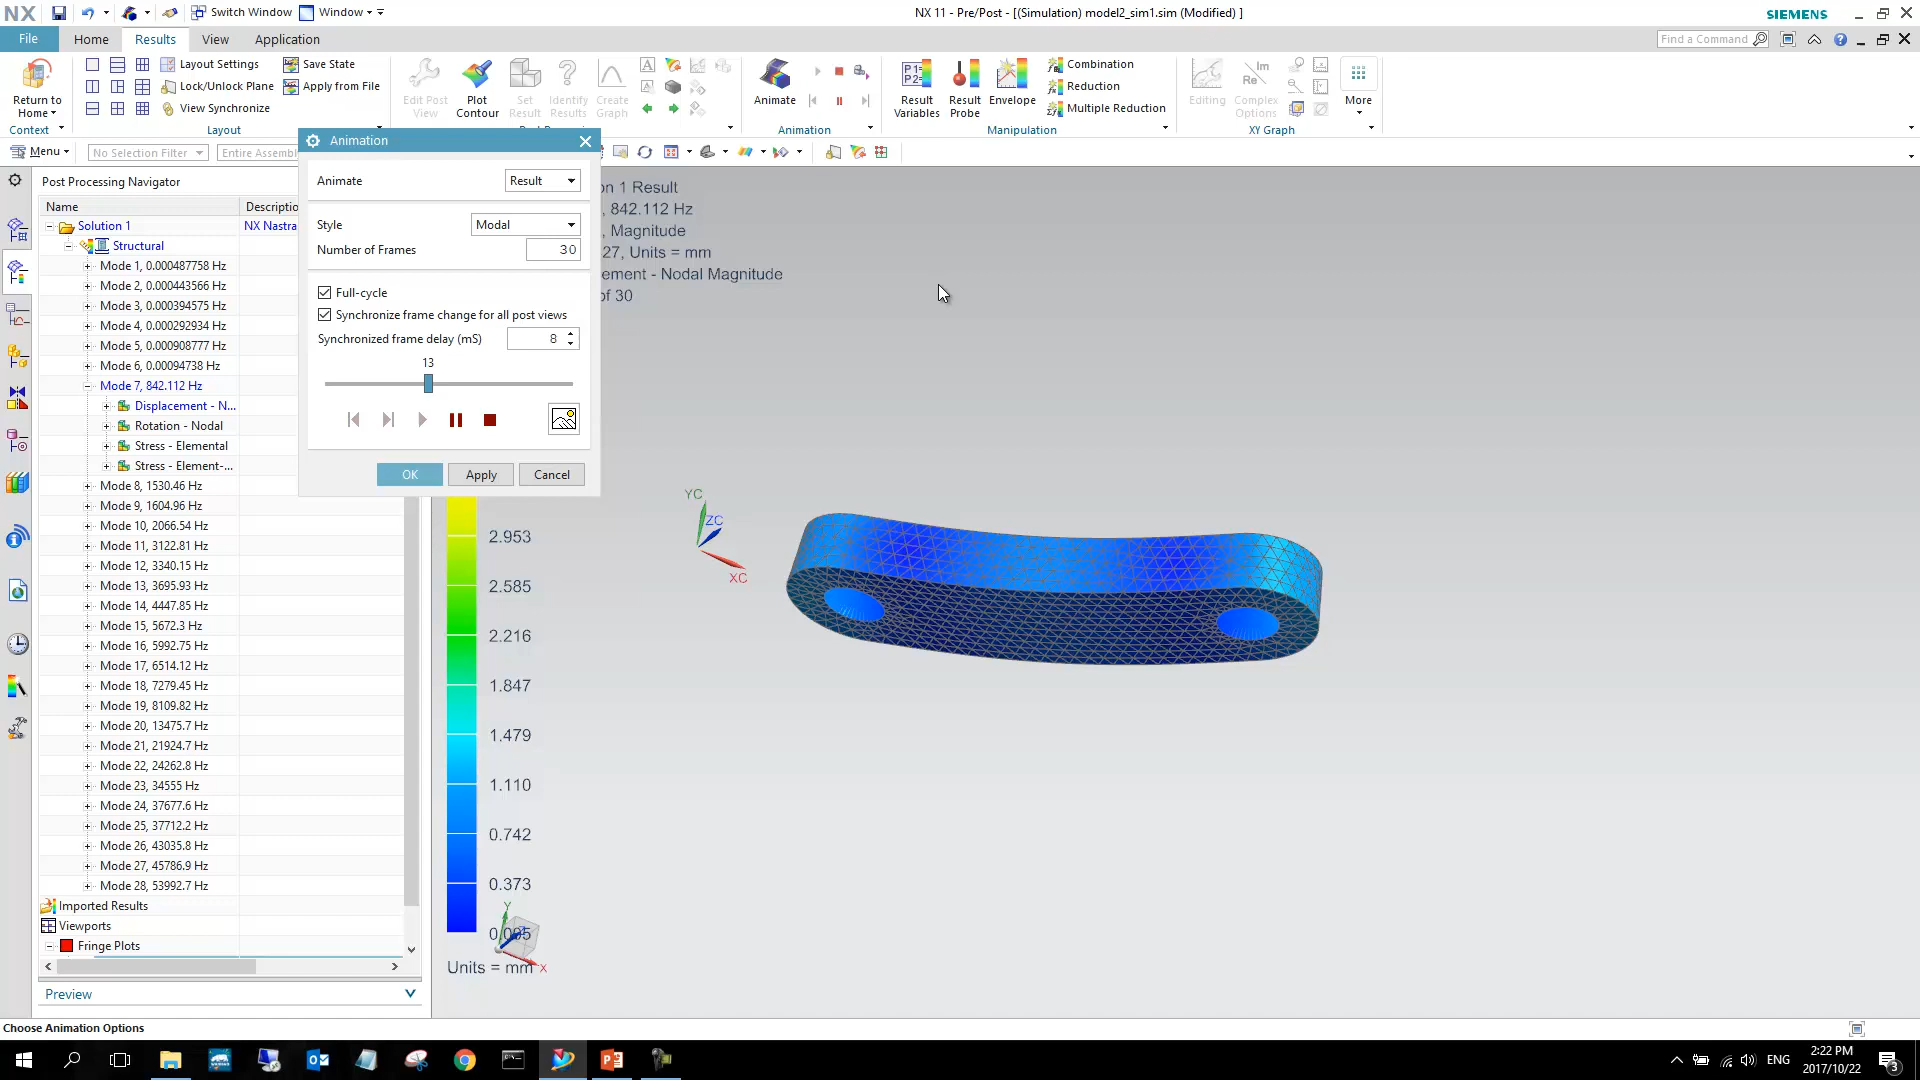 NX Switch Window Window NX 11 - Pre/Post - [(Simulation) model2_sim1.sim (Modified) ] SIEMENS
File Home Results View Application Find a Command
Return to Home
Context
Layout Settings
Lock/Unlock Plane
View Synchronize
Layout
Save State
Apply from File
Edit Post View
Plot Contour
Set Result
Identify Results
Create Graph
Animate
Animation
Result Variables
Result Probe
Envelope
Combination
Reduction
Multiple Reduction
Manipulation
Editing
Complex Options
More
XY Graph
Menu No Selection Filter Entire Assembl
Post Processing Navigator
Name Descriptio
Solution 1 NX Nastra
Structural
Mode 1, 0.000487758 Hz
Mode 2, 0.000443566 Hz
Mode 3, 0.000394575 Hz
Mode 4, 0.000292934 Hz
Mode 5, 0.000908777 Hz
Mode 6, 0.00094738 Hz
Mode 7, 842.112 Hz
Displacement - N...
Rotation - Nodal
Stress - Elemental
Stress - Element-...
Mode 8, 1530.46 Hz
Mode 9, 1604.96 Hz
Mode 10, 2066.54 Hz
Mode 11, 3122.81 Hz
Mode 12, 3340.15 Hz
Mode 13, 3695.93 Hz
Mode 14, 4447.85 Hz
Mode 15, 5672.3 Hz
Mode 16, 5992.75 Hz
Mode 17, 6514.12 Hz
Mode 18, 7279.45 Hz
Mode 19, 8109.82 Hz
Mode 20, 13475.7 Hz
Mode 21, 21924.7 Hz
Mode 22, 24262.8 Hz
Mode 23, 34555 Hz
Mode 24, 37677.6 Hz
Mode 25, 37712.2 Hz
Mode 26, 43035.8 Hz
Mode 27, 45786.9 Hz
Mode 28, 53992.7 Hz
Imported Results
Viewports
Fringe Plots
Preview
Animation
Animate Result
Style Modal
Number of Frames 30
Full-cycle
Synchronize frame change for all post views
Synchronized frame delay (mS) 8
13
OK Apply Cancel
on 1 Result
, 842.112 Hz
, Magnitude
27, Units = mm
ement - Nodal Magnitude
of 30
YC
ZC
XC
2.953
2.585
2.216
1.847
1.479
1.110
0.742
0.373
Y
Units = mm X
Choose Animation Options
ENG
2:22 PM
2017/10/22
3